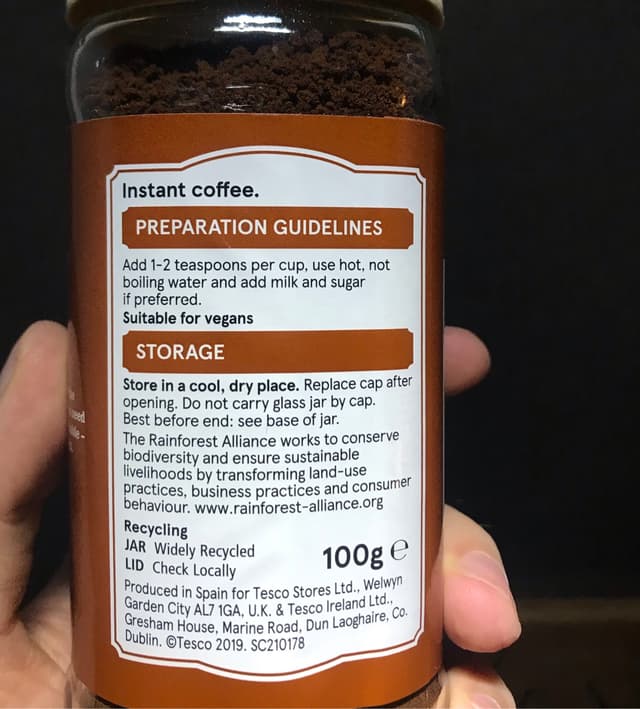 Instant coffee.
PREPARATION GUIDELINES
Add 1-2 teaspoons per cup, use hot, not
boiling water and add milk and sugar
if preferred.
Suitable for vegans
STORAGE
Store in a cool, dry place. Replace cap after
opening. Do not carry glass jar by cap.
Best before end: see base of jar.
The Rainforest Alliance works to conserve
biodiversity and ensure sustainable
livelihoods by transforming land-use
practices, business practices and consumer
behaviour. www.rainforest-alliance.org
Recycling
JAR Widely Recycled
LID Check Locally
100g ℮
Produced in Spain for Tesco Stores Ltd., Welwyn
Garden City AL7 1GA, U.K. & Tesco Ireland Ltd.,
Gresham House, Marine Road, Dun Laoghaire, Co.
Dublin. ©Tesco 2019. SC210178